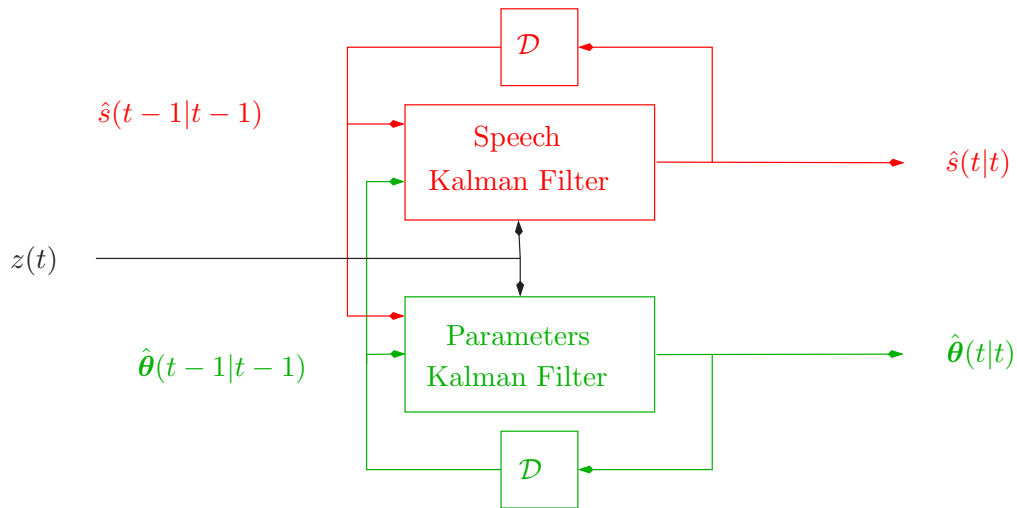 𝒟
ŝ(t − 1|t − 1)
Speech
Kalman Filter
ŝ(t|t)
z(t)
Parameters
Kalman Filter
θ̂(t − 1|t − 1)
θ̂(t|t)
𝒟